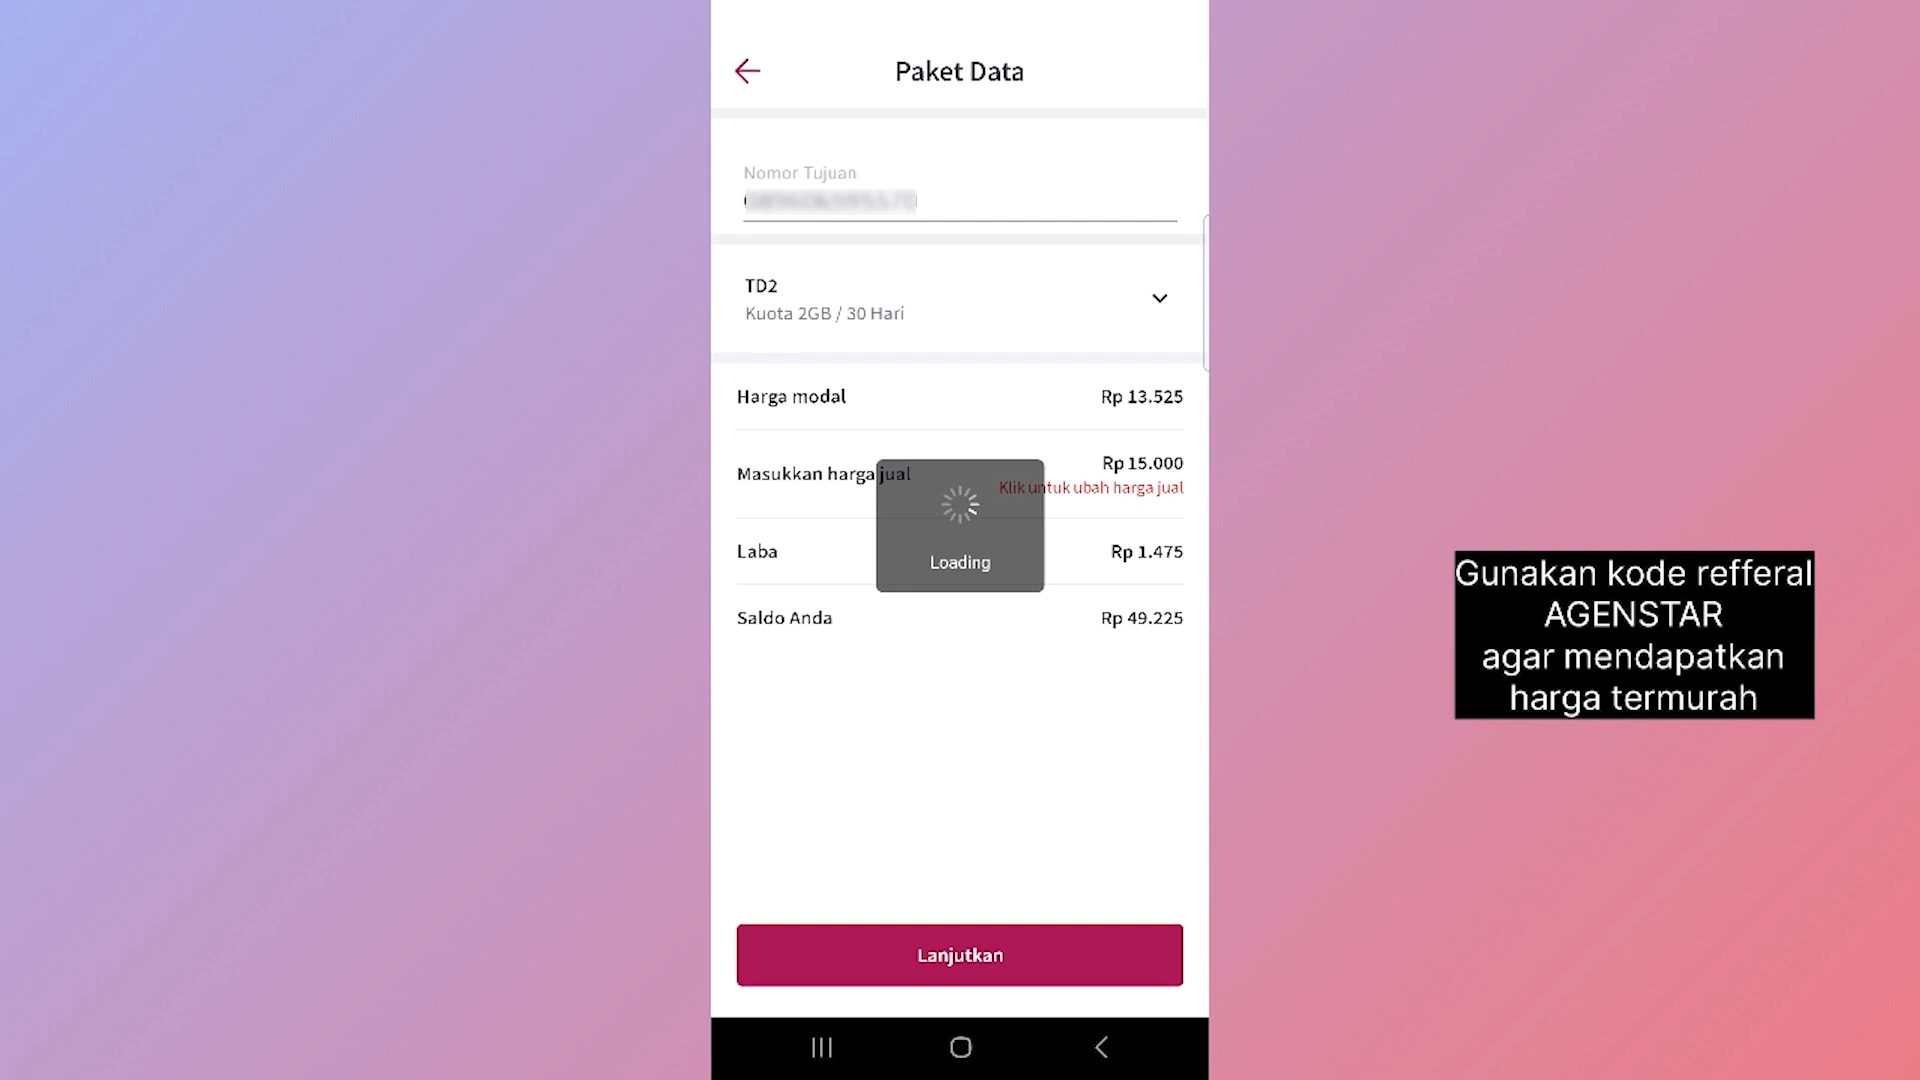 Paket Data
Nomor Tujuan
TD2
Kuota 2GB / 30 Hari
Harga modal
Rp 13.525
Masukkan harga jual
Rp 15.000
Klik untuk ubah harga jual
Laba
Rp 1.475
Loading
Saldo Anda
Rp 49.225
Gunakan kode refferal
AGENSTAR
agar mendapatkan
harga termurah
Lanjutkan